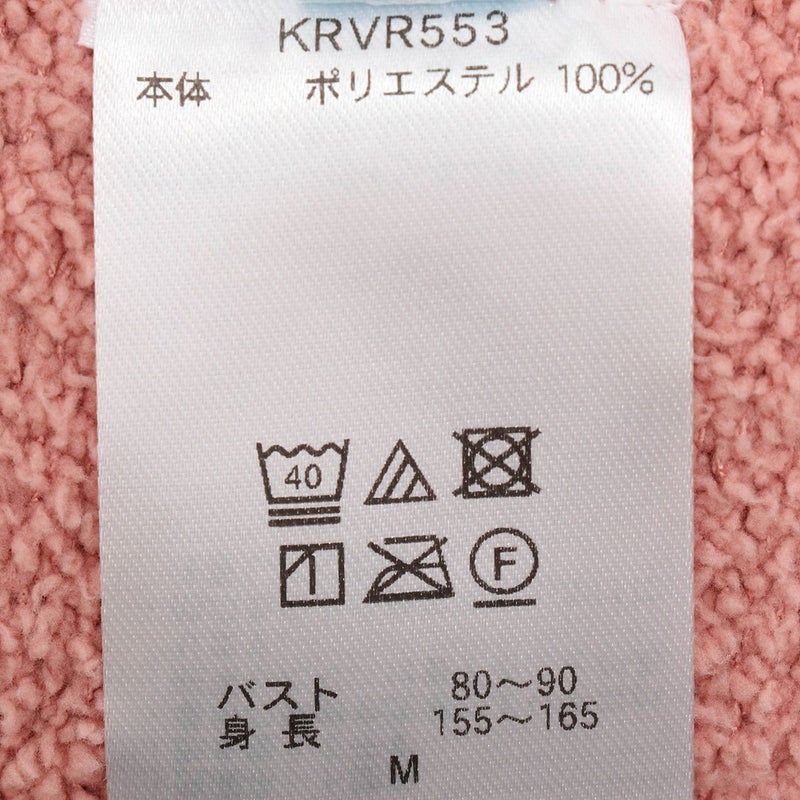 KRVR553
本体 ポリエステル 100%
40
F
バスト 80〜90
身長 155〜165
M